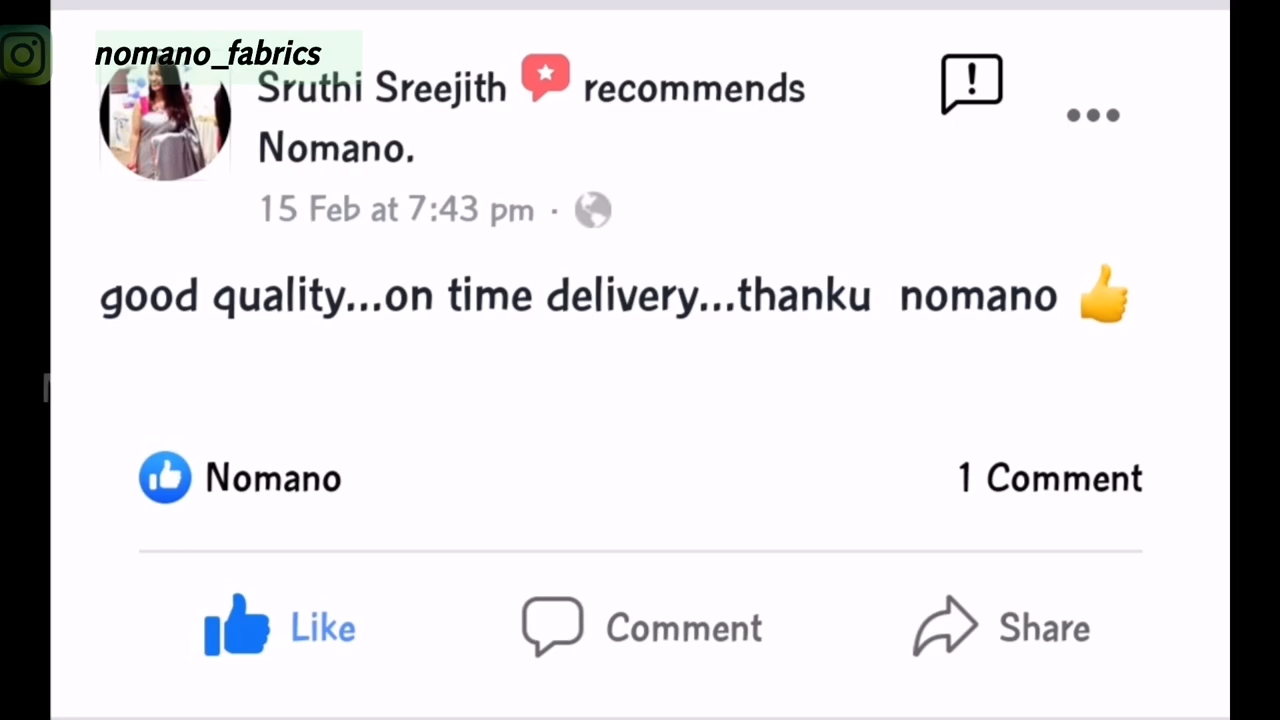 nomano_fabrics
Sruthi Sreejith recommends
Nomano.
15 Feb at 7:43 pm ·
good quality...on time delivery...thanku nomano 👍
Nomano
1 Comment
Like
Comment
Share